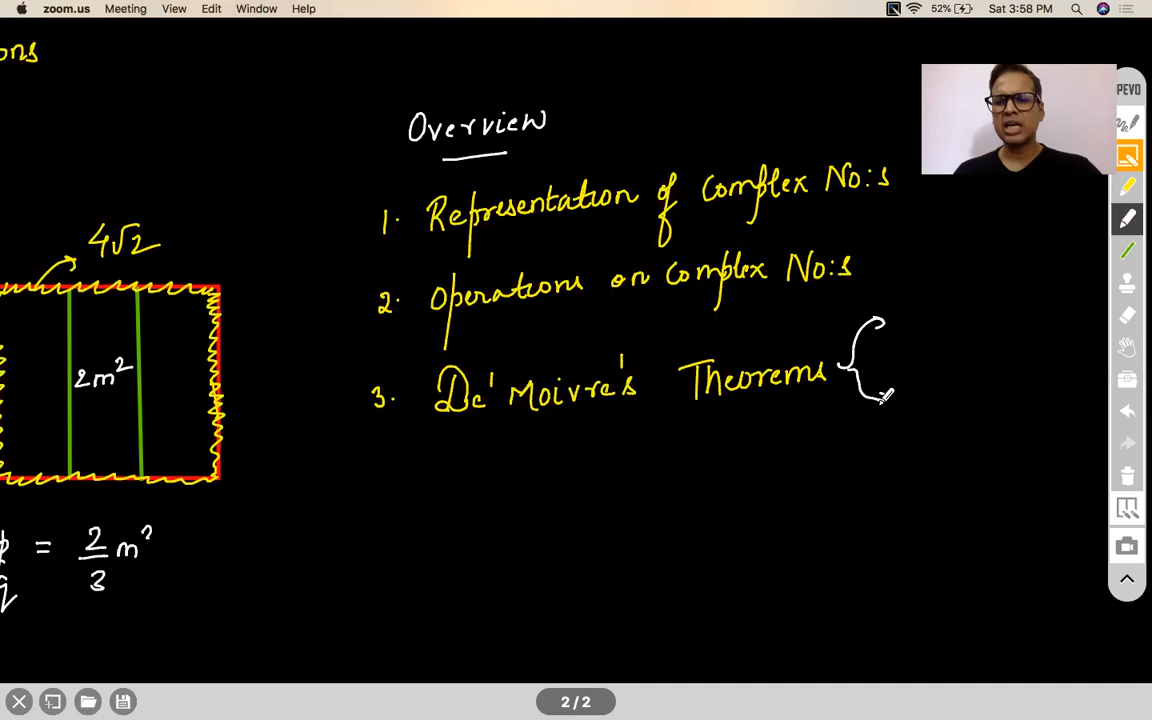 zoom.us Meeting View Edit Window Help 52% Sat 3:58 PM
ons
Overview
PEVO
1. Representation of Complex No:s
4√2
2. Operations on Complex No:s
2m²
3. De' Moivre's Theorems
= 2/3 m²
q
2/2